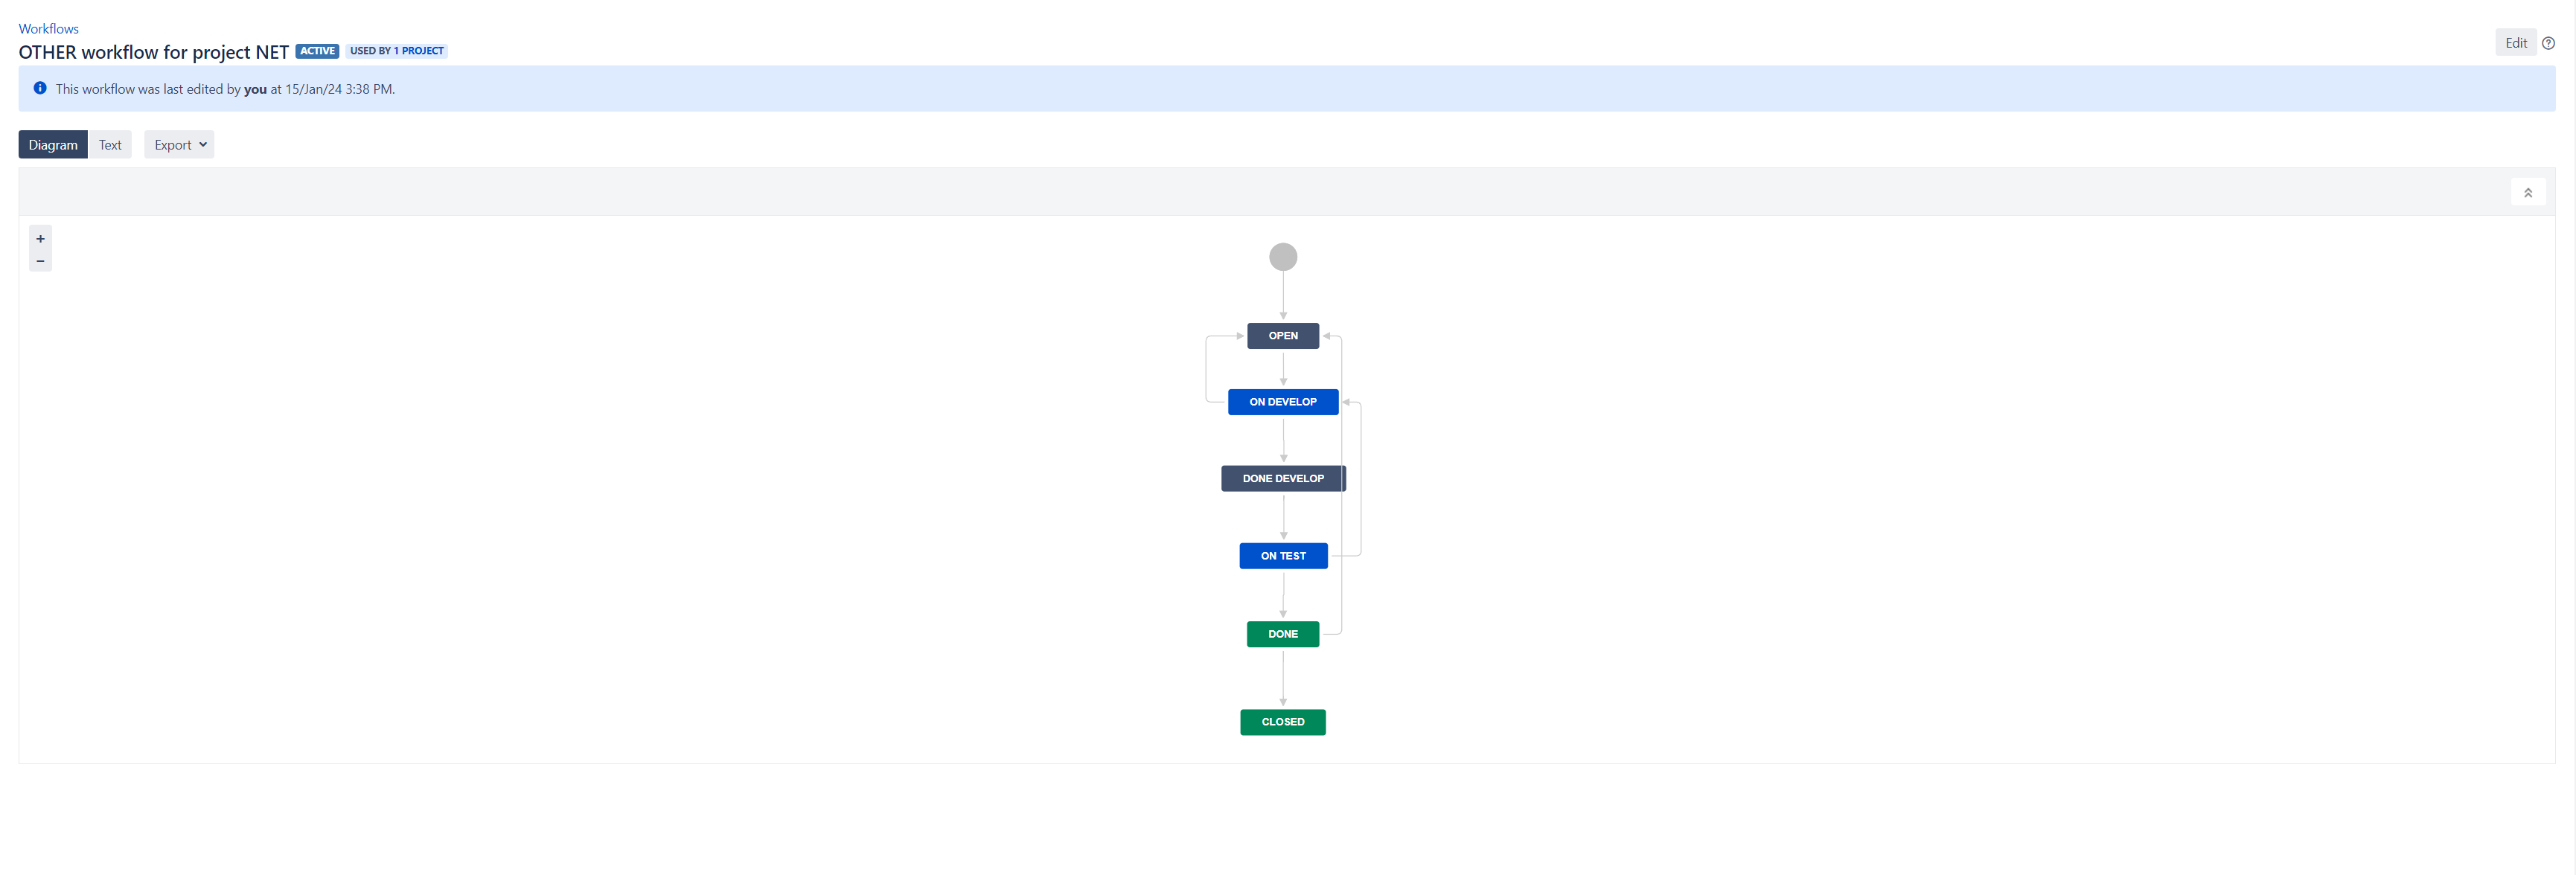 Workflows
OTHER workflow for project NET ACTIVE USED BY 1 PROJECT
Edit
This workflow was last edited by you at 15/Jan/24 3:38 PM.
Diagram Text Export
+
−
OPEN
ON DEVELOP
DONE DEVELOP
ON TEST
DONE
CLOSED